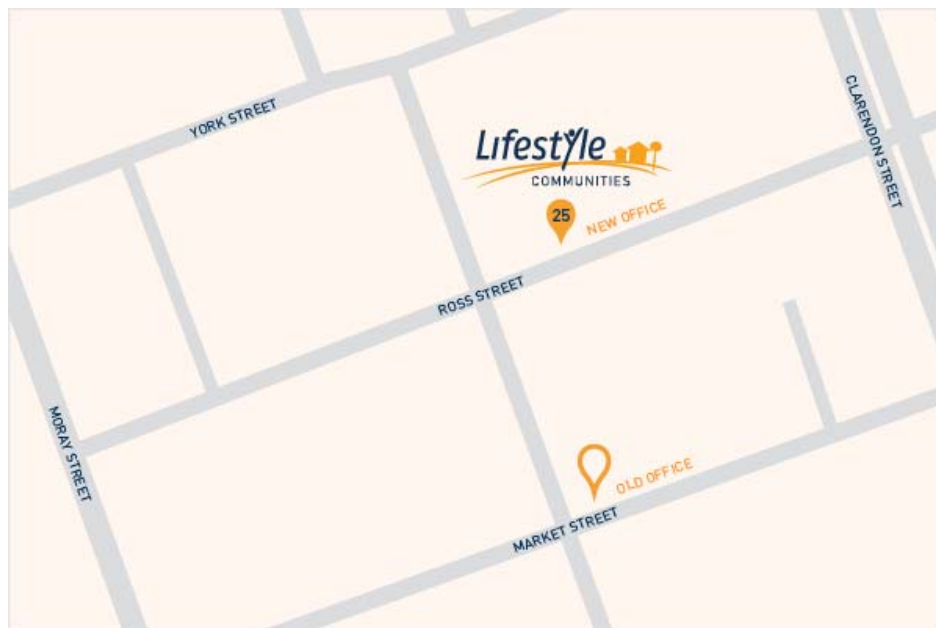 YORK STREET
CLARENDON STREET
Lifestyle
COMMUNITIES
25
NEW OFFICE
ROSS STREET
MORAY STREET
OLD OFFICE
MARKET STREET